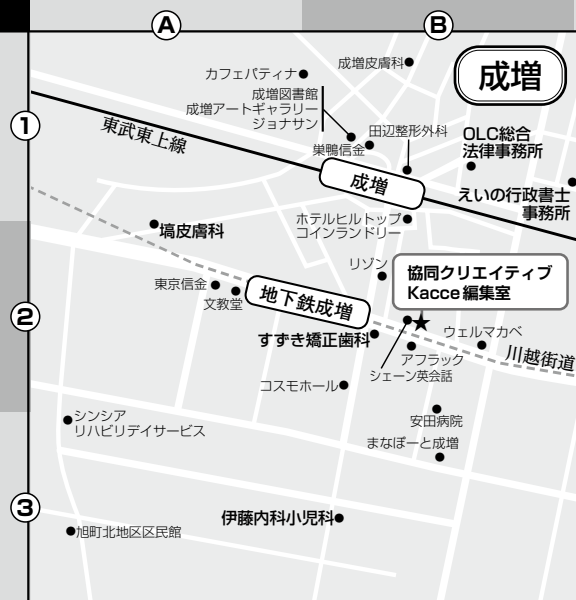 A
B
成増
カフェパティナ
成増皮膚科
成増図書館
成増アートギャラリー
ジョナサン
1
東武東上線
田辺整形外科
OLC総合
法律事務所
巣鴨信金
成増
えいの行政書士
事務所
ホテルヒルトップ
コインランドリー
塙皮膚科
リゾン
協同クリエイティブ
Kacce編集室
東京信金
文教堂
地下鉄成増
2
すずき矯正歯科
ウェルマカベ
川越街道
アフラック
シェーン英会話
コスモホール
シンシア
リハビリデイサービス
安田病院
まなぽーと成増
3
伊藤内科小児科
旭町北地区区民館